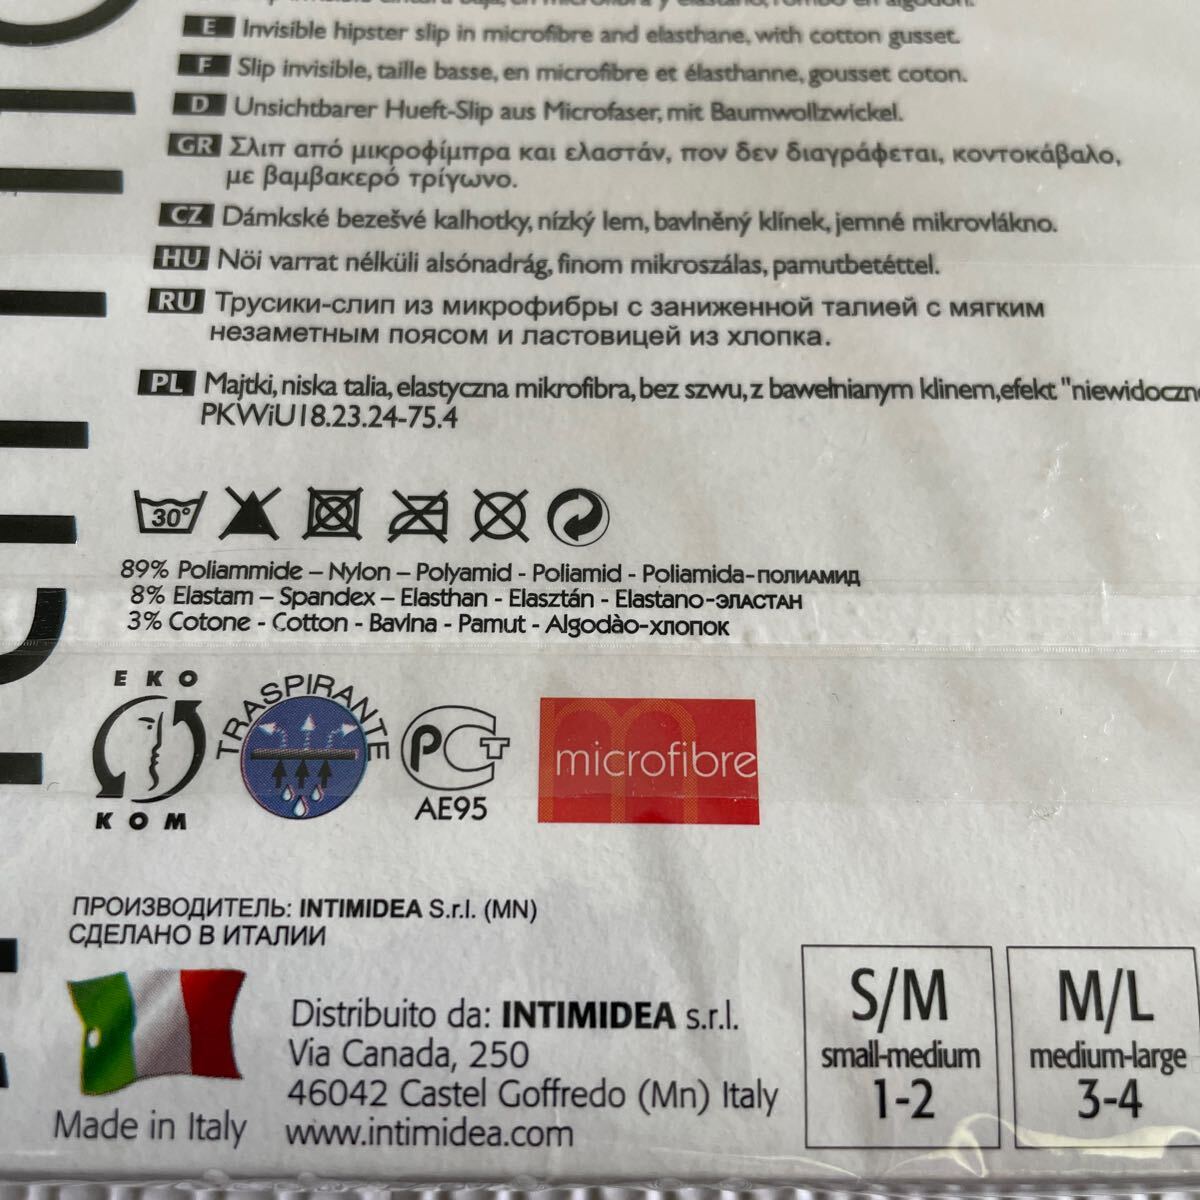 E Invisible hipster slip in microfibre and elasthane, with cotton gusset.
F Slip invisible, taille basse, en microfibre et élasthanne, gousset coton.
D Unsichtbarer Hueft-Slip aus Microfaser, mit Baumwollzwickel.
GR Σλιπ από μικροφίμπρα και ελαστάν, πον δεν διαγράφεται, κοντοκάβαλο,
με βαμβακερό τρίγωνο.
CZ Dámkské bezešvé kalhotky, nízký lem, bavlněný klínek, jemné mikrovlákno.
HU Nöi varrat nélküli alsónadrág, finom mikroszálas, pamutbetéttel.
RU Трусики-слип из микрофибры с заниженной талией с мягким
незаметным поясом и ластовицей из хлопка.
PL Majtki, niska talia, elastyczna mikrofibra, bez szwu, z bawełnianym klinem, efekt
PKWiU18.23.24-75.4
30°
89% Poliammide – Nylon – Polyamid - Poliamid - Poliamida-ПОЛИАМИД
8% Elastam – Spandex – Elasthan - Elasztán - Elastano-ЭЛАСТАН
3% Cotone - Cotton - Bavlna - Pamut - Algodào-ХЛОПОК
EKO
KOM
TRASPIRANTE
РСТ
AE95
microfibre
ПРОИЗВОДИТЕЛЬ: INTIMIDEA S.r.l. (MN)
СДЕЛАНО В ИТАЛИИ
Made in Italy
Distribuito da: INTIMIDEA s.r.l.
Via Canada, 250
46042 Castel Goffredo (Mn) Italy
www.intimidea.com
S/M
small-medium
1-2
M/L
medium-large
3-4